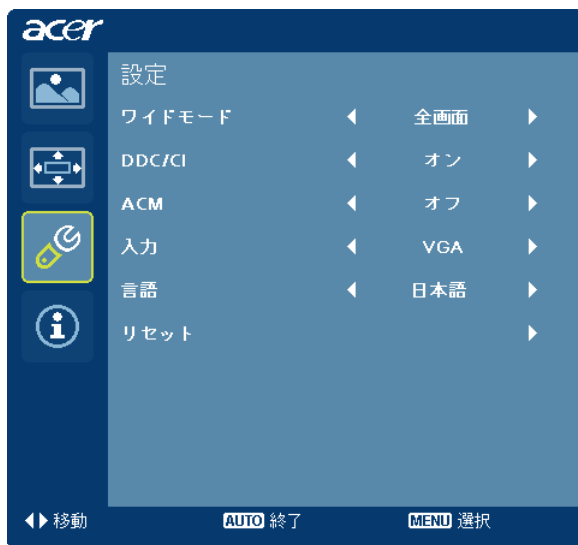 acer
設定
ワイドモード 全画面
DDC/CI オン
ACM オフ
入力 VGA
言語 日本語
リセット
移動 AUTO 終了 MENU 選択